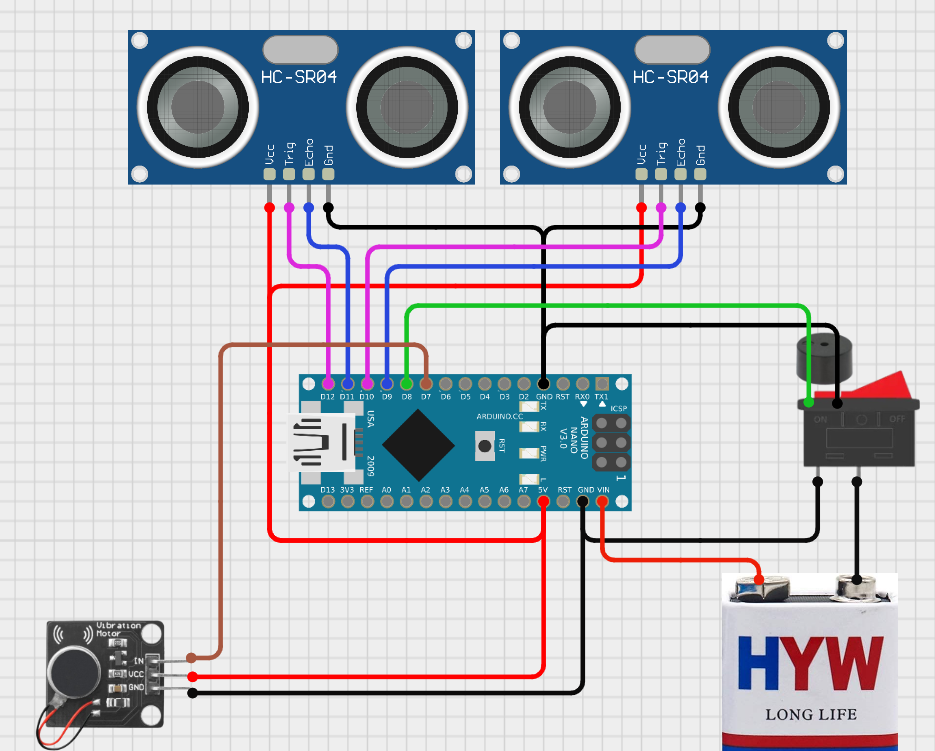 HC-SR04
Vcc Trig Echo Gnd
HC-SR04
Vcc Trig Echo Gnd
D12 D11 D10 D9 D8 D7 D6 D5 D4 D3 D2 GND RST RX0 TX1
USA
2009
ARDUINO.CC
RST
TX
RX
PWR
L
ARDUINO
NANO
V3.0
ICSP
1
D13 3V3 REF A0 A1 A2 A3 A4 A5 A6 A7 5V RST GND VIN
ON OFF
Vibration
Motor
IN
VCC
GND
HYW
LONG LIFE